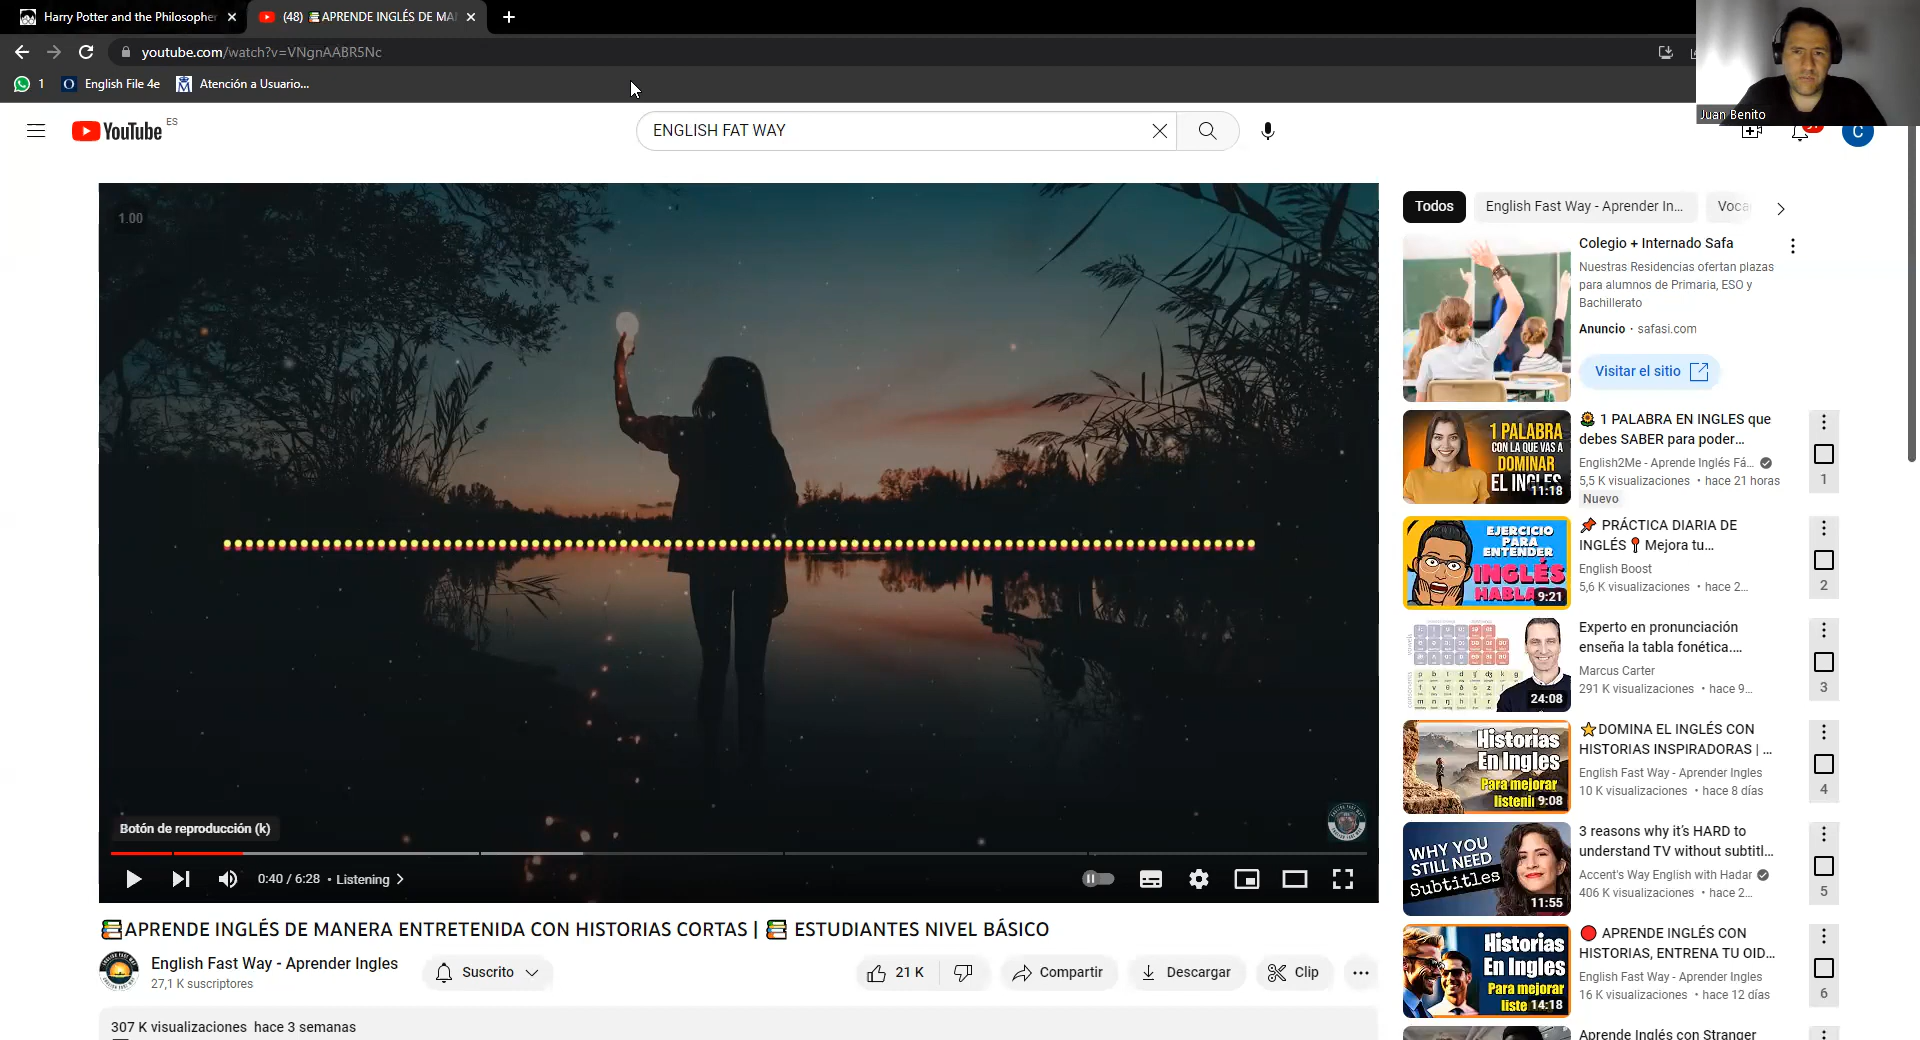 Harry Potter and the Philosopher
(48) APRENDE INGLÉS DE MA
youtube.com/watch?v=VNgnAABR5Nc
1
English File 4e
Atención a Usuario...
Juan Benito
YouTube
ES
ENGLISH FAT WAY
C
1.00
Botón de reproducción (k)
0:40 / 6:28 • Listening
APRENDE INGLÉS DE MANERA ENTRETENIDA CON HISTORIAS CORTAS | ESTUDIANTES NIVEL BÁSICO
English Fast Way - Aprender Ingles
27,1 K suscriptores
Suscrito
21 K
Compartir
Descargar
Clip
307 K visualizaciones hace 3 semanas
Todos
English Fast Way - Aprender In...
Voca
Colegio + Internado Safa
Nuestras Residencias ofertan plazas
para alumnos de Primaria, ESO y
Bachillerato
Anuncio · safasi.com
Visitar el sitio
1 PALABRA
CON LA QUE VAS A
DOMINAR
EL INGLES
11:18
1 PALABRA EN INGLES que
debes SABER para poder...
English2Me - Aprende Inglés Fá...
5,5 K visualizaciones • hace 21 horas
Nuevo
1
EJERCICIO
PARA
ENTENDER
INGLÉS
9:21
PRÁCTICA DIARIA DE
INGLÉS Mejora tu...
English Boost
5,6 K visualizaciones • hace 2...
2
24:08
Experto en pronunciación
enseña la tabla fonética....
Marcus Carter
291 K visualizaciones • hace 9...
3
Historias
En Ingles
Para mejorar
listeni
9:08
DOMINA EL INGLÉS CON
HISTORIAS INSPIRADORAS | ...
English Fast Way - Aprender Ingles
10 K visualizaciones • hace 8 días
4
WHY YOU
STILL NEED
Subtitles
11:55
3 reasons why it's HARD to
understand TV without subtitl...
Accent's Way English with Hadar
406 K visualizaciones • hace 2...
5
Historias
En Ingles
Para mejorar
liste
14:18
APRENDE INGLÉS CON
HISTORIAS, ENTRENA TU OID...
English Fast Way - Aprender Ingles
16 K visualizaciones • hace 12 días
6
Aprende Inglés con Stranger